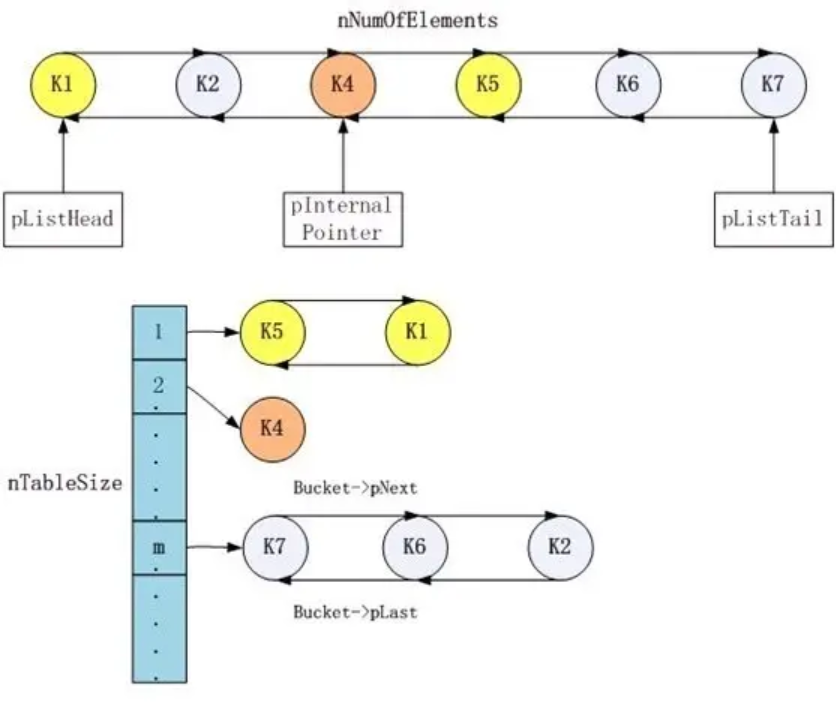 nNumOfElements
K1 K2 K4 K5 K6 K7
pListHead
pInternal
Pointer
pListTail
1
K5 K1
2
K4
nTableSize
Bucket->pNext
m
K7 K6 K2
Bucket->pLast